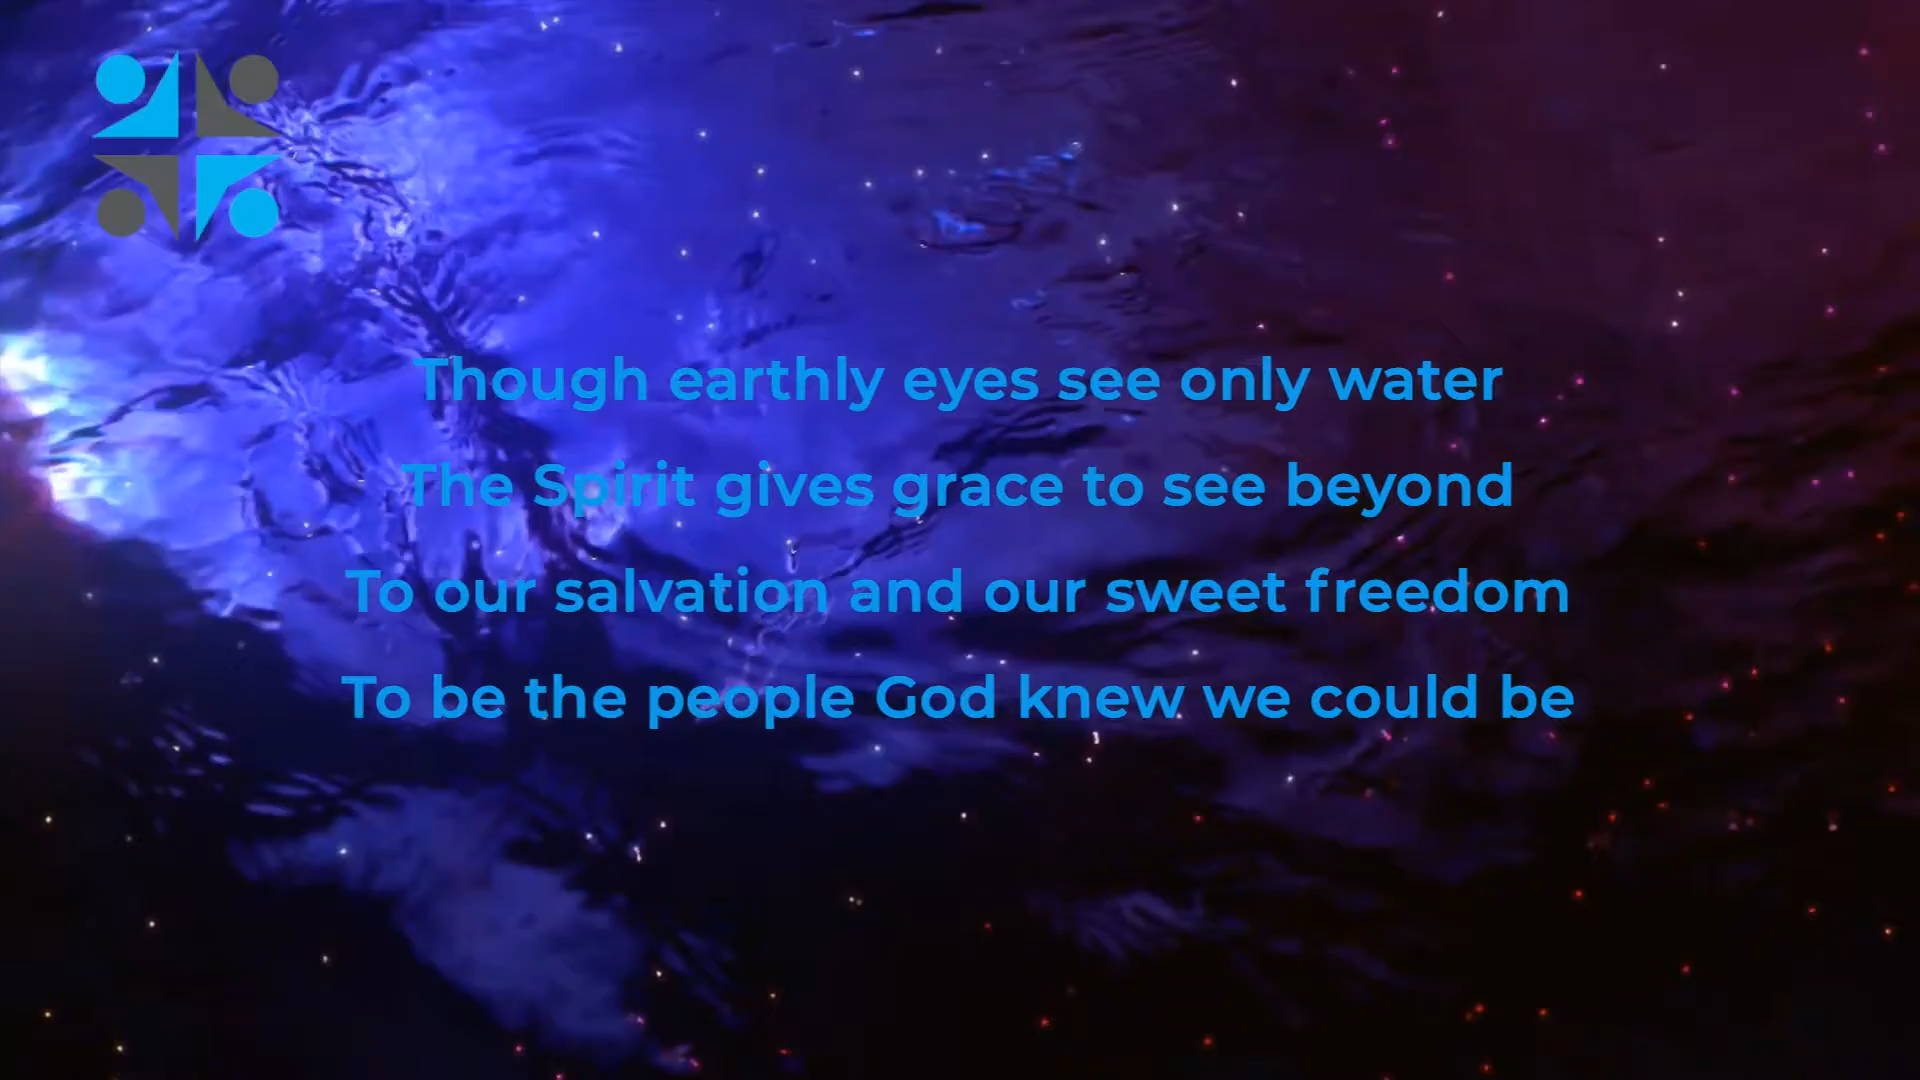 Though earthly eyes see only water
The Spirit gives grace to see beyond
To our salvation and our sweet freedom
To be the people God knew we could be